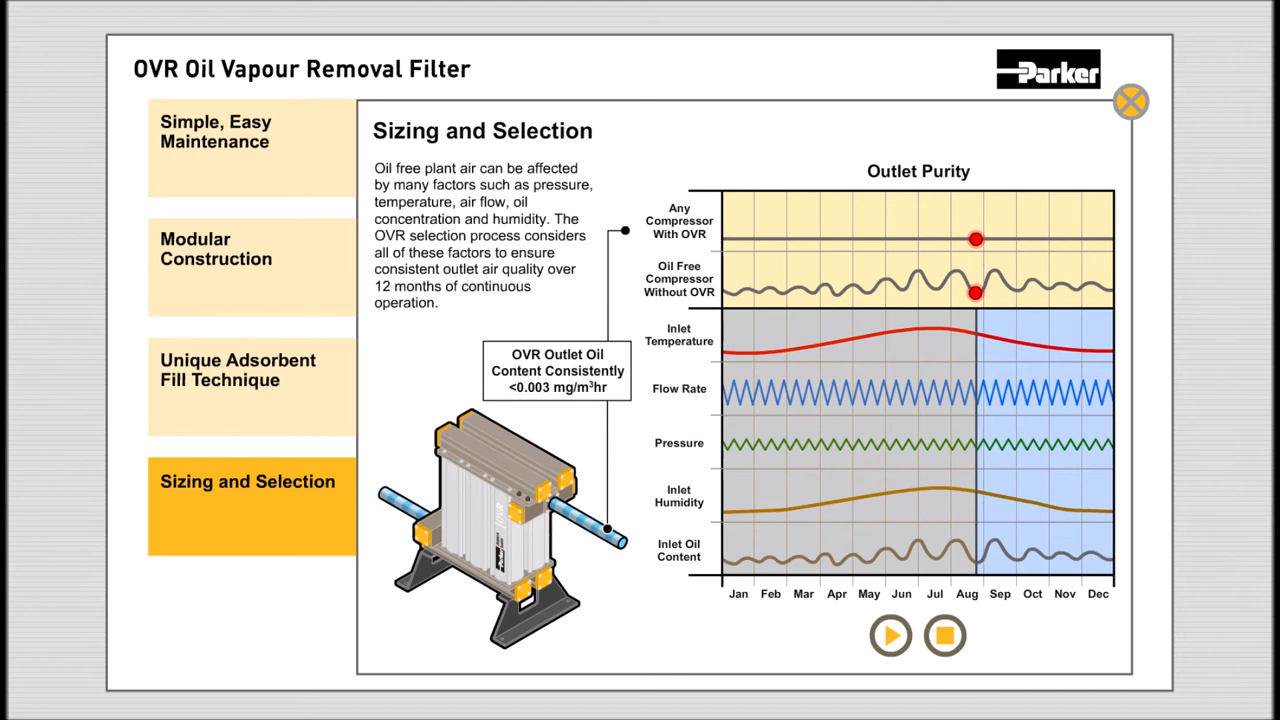 OVR Oil Vapour Removal Filter
Parker
Simple, Easy
Maintenance
Modular
Construction
Unique Adsorbent
Fill Technique
Sizing and Selection
Sizing and Selection
Oil free plant air can be affected
by many factors such as pressure,
temperature, air flow, oil
concentration and humidity. The
OVR selection process considers
all of these factors to ensure
consistent outlet air quality over
12 months of continuous
operation.
OVR Outlet Oil
Content Consistently
<0.003 mg/m³hr
OVR
Parker
Outlet Purity
Any
Compressor
With OVR
Oil Free
Compressor
Without OVR
Inlet
Temperature
Flow Rate
Pressure
Inlet
Humidity
Inlet Oil
Content
Jan Feb Mar Apr May Jun Jul Aug Sep Oct Nov Dec